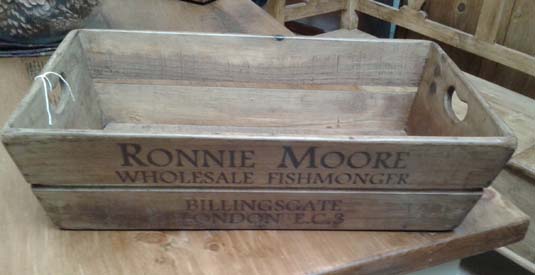 RONNIE MOORE
WHOLESALE FISHMONGER
BILLINGSGATE
LONDON E.C.3